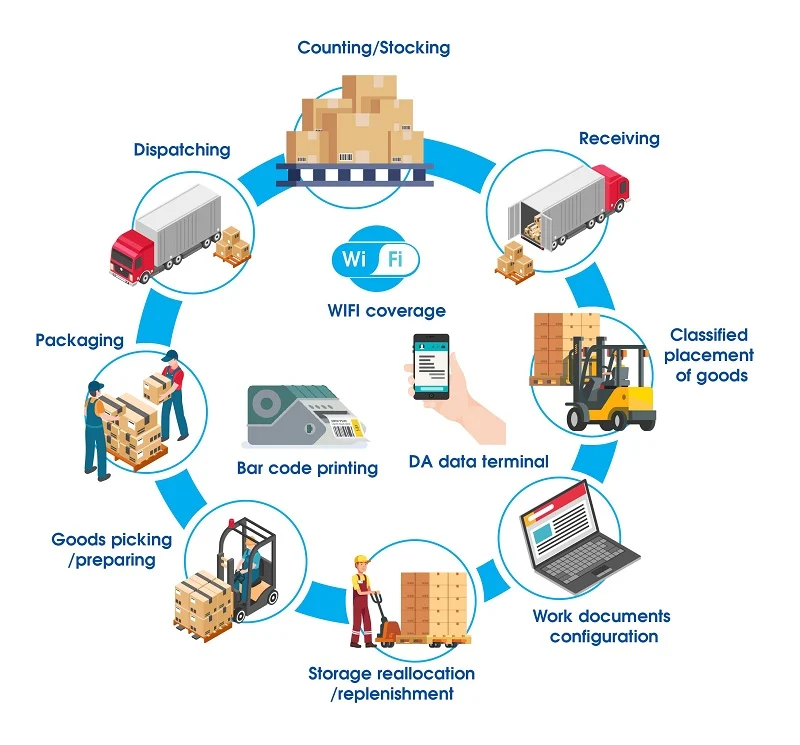 Counting/Stocking
Dispatching
Receiving
Wi Fi
WIFI coverage
Packaging
Classified
placement
of goods
Bar code printing
DA data terminal
Goods picking
/preparing
Work documents
configuration
Storage reallocation
/replenishment